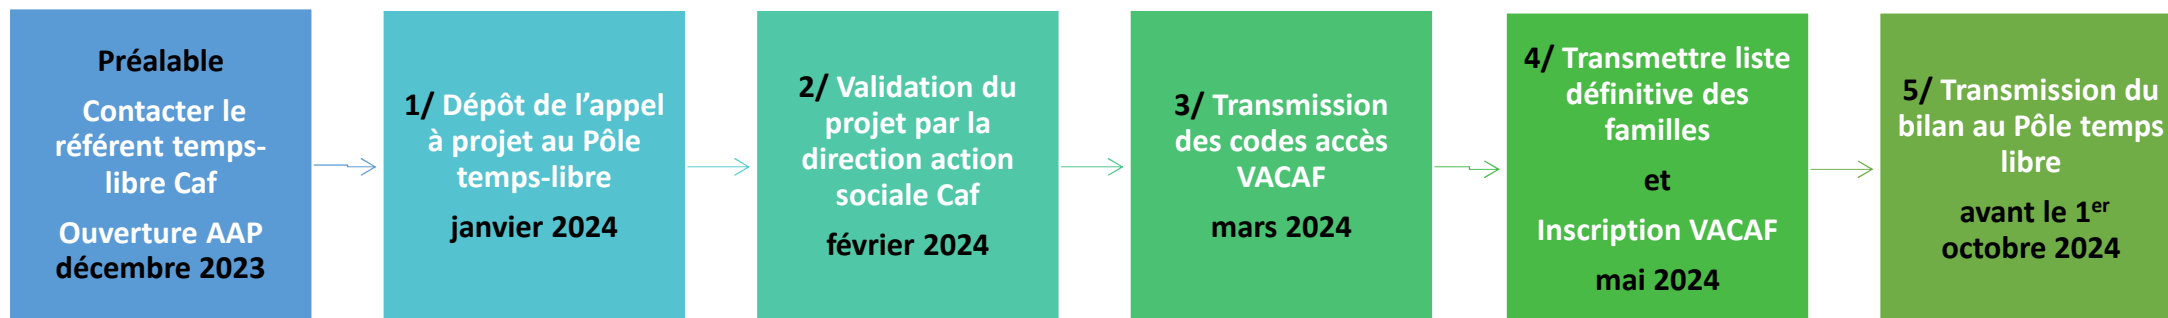 Préalable
Contacter le
référent temps-
libre Caf
Ouverture AAP
décembre 2023
1/ Dépôt de l’appel
à projet au Pôle
temps-libre
janvier 2024
2/ Validation du
projet par la
direction action
sociale Caf
février 2024
3/ Transmission
des codes accès
VACAF
mars 2024
4/ Transmettre liste
définitive des
familles
et
Inscription VACAF
mai 2024
5/ Transmission du
bilan au Pôle temps
libre
avant le 1er
octobre 2024